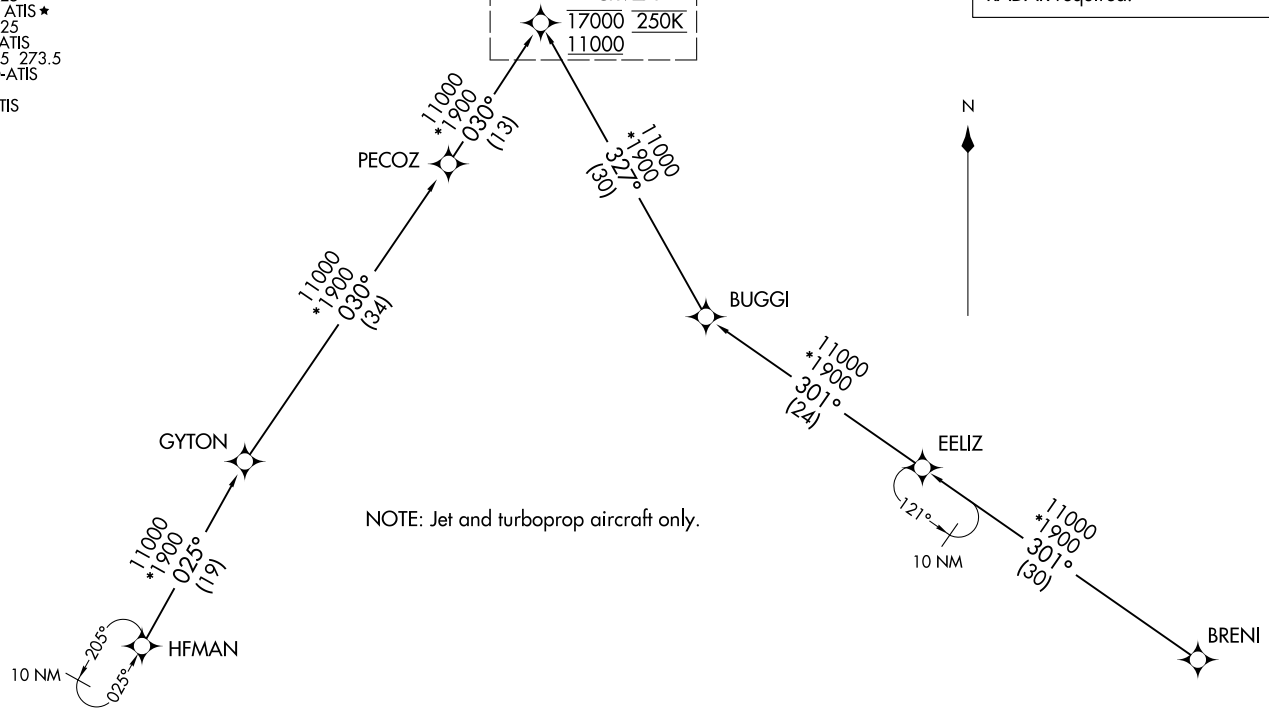 ATIS★
25
ATIS
5 273.5
-ATIS
TIS
17000 250K
11000
RADAR required.
N
11000
*1900
030°
(13)
PECOZ
11000
*1900
327°
(30)
11000
*1900
030°
(34)
BUGGI
11000
*1900
301°
(24)
GYTON
EELIZ
121°
10 NM
NOTE: Jet and turboprop aircraft only.
11000
*1900
025°
(19)
11000
*1900
301°
(30)
HFMAN
205°
025°
10 NM
BRENI